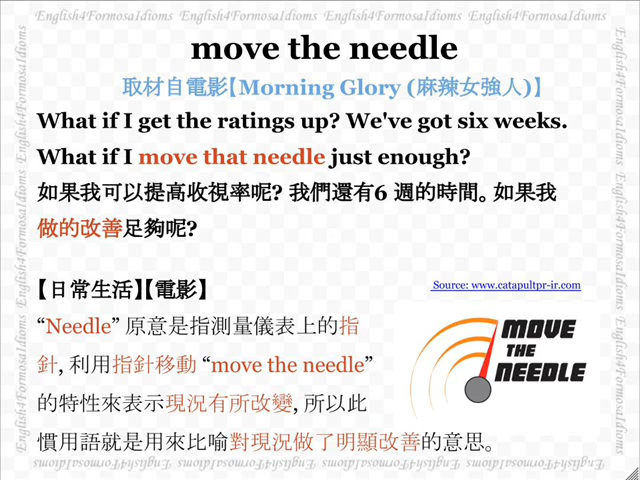 English4FormosaIdioms English4FormosaIdioms English4FormosaIdioms English4FormosaIdioms
move the needle
取材自電影【Morning Glory (麻辣女強人)】
What if I get the ratings up? We've got six weeks.
What if I move that needle just enough?
如果我可以提高收視率呢? 我們還有6 週的時間。如果我
做的改善足夠呢?
【日常生活】【電影】
Source: www.catapultpr-ir.com
“Needle” 原意是指測量儀表上的指
針, 利用指針移動 “move the needle”
的特性來表示現況有所改變, 所以此
慣用語就是用來比喻對現況做了明顯改善的意思。
MOVE
THE
NEEDLE
English4FormosaIdioms English4FormosaIdioms English4FormosaIdioms English4FormosaIdioms